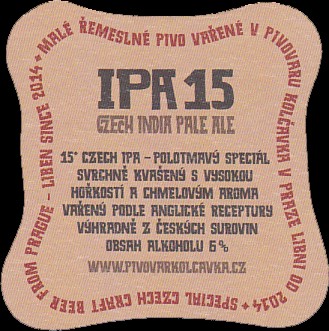 MALÉ ŘEMESLNÉ PIVO VAŘENÉ V PIVOVARU KOLČAVKA V PRAZE LIBNI OD 2014 + SPECIAL CZECH CRAFT BEER FROM PRAGUE - LIBEN SINCE 2014 +
IPA 15
CZECH INDIA PALE ALE
15° CZECH IPA - POLOTMAVÝ SPECIÁL
SVRCHNĚ KVAŠENÝ S VYSOKOU
HOŘKOSTÍ A CHMELOVÝM AROMA
VAŘENÝ PODLE ANGLICKÉ RECEPTURY
VÝHRADNĚ Z ČESKÝCH SUROVIN
OBSAH ALKOHOLU 6%
WWW.PIVOVARKOLCAVKA.CZ